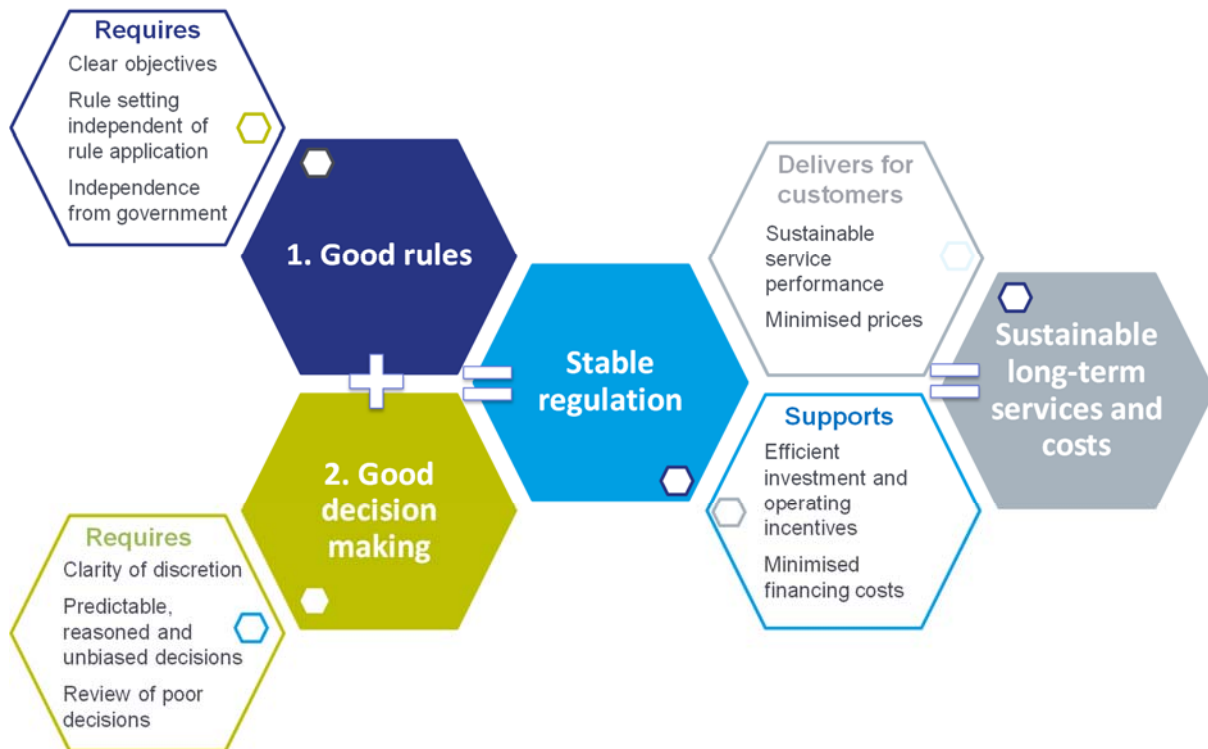 Requires
Clear objectives
Rule setting
independent of
rule application
Independence
from government
1. Good rules
2. Good
decision
making
Requires
Clarity of discretion
Predictable,
reasoned and
unbiased decisions
Review of poor
decisions
Stable
regulation
Delivers for
customers
Sustainable
service
performance
Minimised prices
Supports
Efficient
investment and
operating
incentives
Minimised
financing costs
Sustainable
long-term
services and
costs